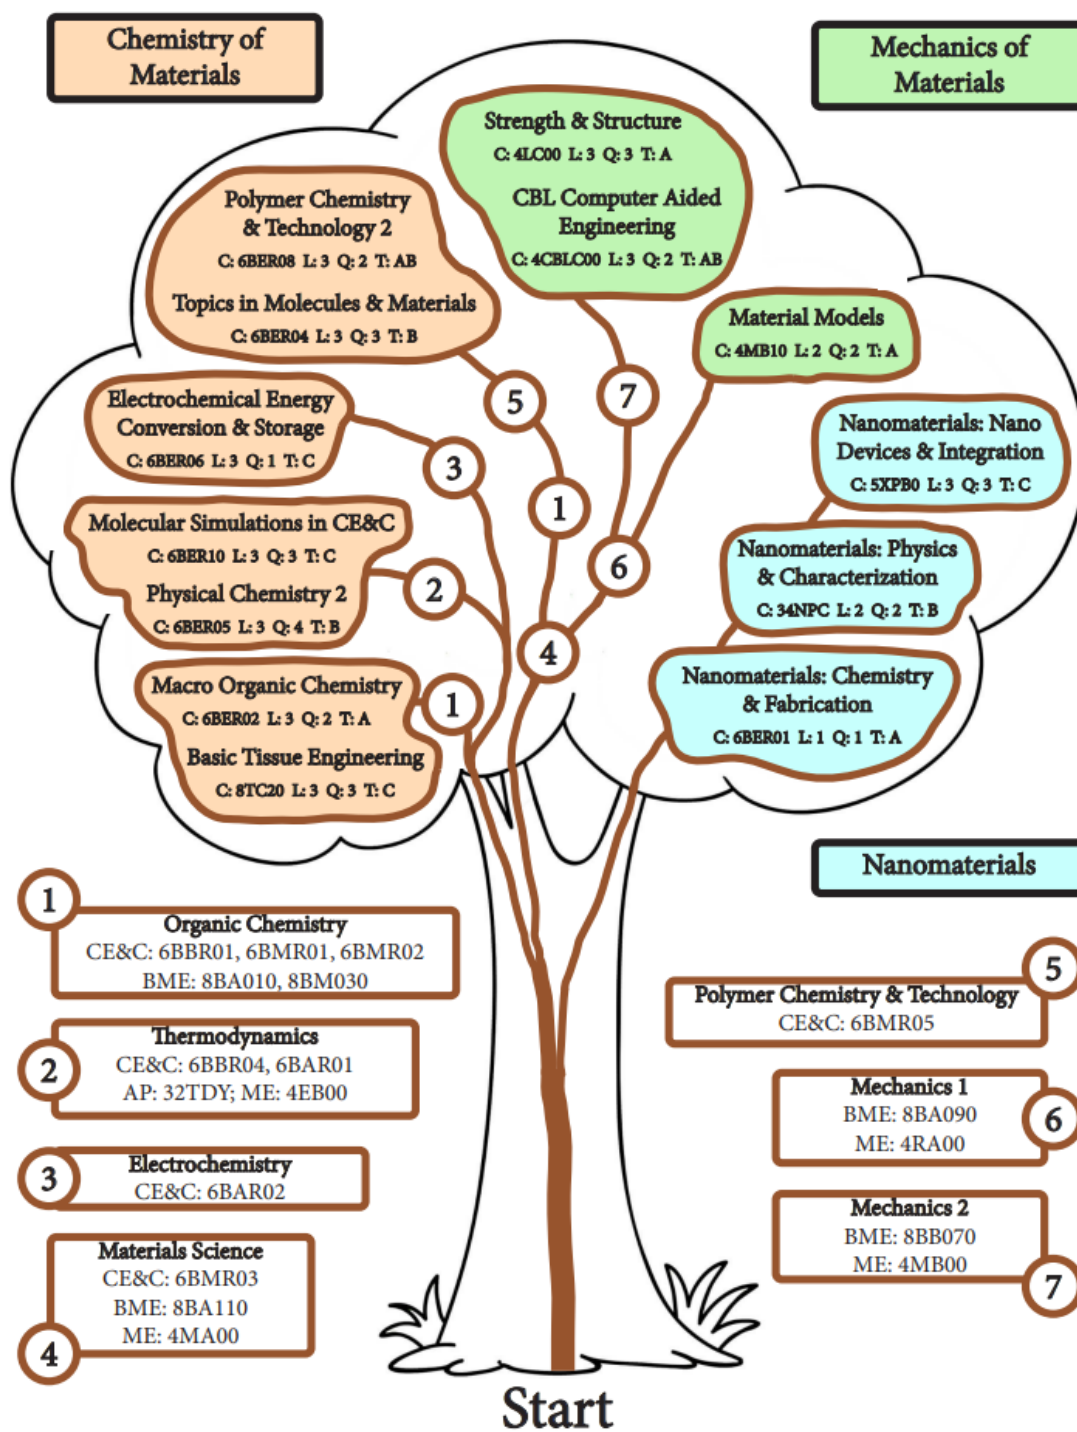 Chemistry of
Materials
Mechanics of
Materials
Strength & Structure
C: 4LC00 L: 3 Q: 3 T: A
CBL Computer Aided
Engineering
C: 4CBLC00 L: 3 Q: 2 T: AB
Polymer Chemistry
& Technology 2
C: 6BER08 L: 3 Q: 2 T: AB
Topics in Molecules & Materials
C: 6BER04 L: 3 Q: 3 T: B
Material Models
C: 4MB10 L: 2 Q: 2 T: A
Electrochemical Energy
Conversion & Storage
C: 6BER06 L: 3 Q: 1 T: C
5
7
3
1
Nanomaterials: Nano
Devices & Integration
C: 5XPB0 L: 3 Q: 3 T: C
Molecular Simulations in CE&C
C: 6BER10 L: 3 Q: 3 T: C
Physical Chemistry 2
C: 6BER05 L: 3 Q: 4 T: B
2
6
4
Nanomaterials: Physics
& Characterization
C: 34NPC L: 2 Q: 2 T: B
Macro Organic Chemistry
C: 6BER02 L: 3 Q: 2 T: A
Basic Tissue Engineering
C: 8TC20 L: 3 Q: 3 T: C
1
Nanomaterials: Chemistry
& Fabrication
C: 6BER01 L: 1 Q: 1 T: A
Nanomaterials
1
Organic Chemistry
CE&C: 6BBR01, 6BMR01, 6BMR02
BME: 8BA010, 8BM030
2
Thermodynamics
CE&C: 6BBR04, 6BAR01
AP: 32TDY; ME: 4EB00
3
Electrochemistry
CE&C: 6BAR02
4
Materials Science
CE&C: 6BMR03
BME: 8BA110
ME: 4MA00
5
Polymer Chemistry & Technology
CE&C: 6BMR05
6
Mechanics 1
BME: 8BA090
ME: 4RA00
7
Mechanics 2
BME: 8BB070
ME: 4MB00
Start